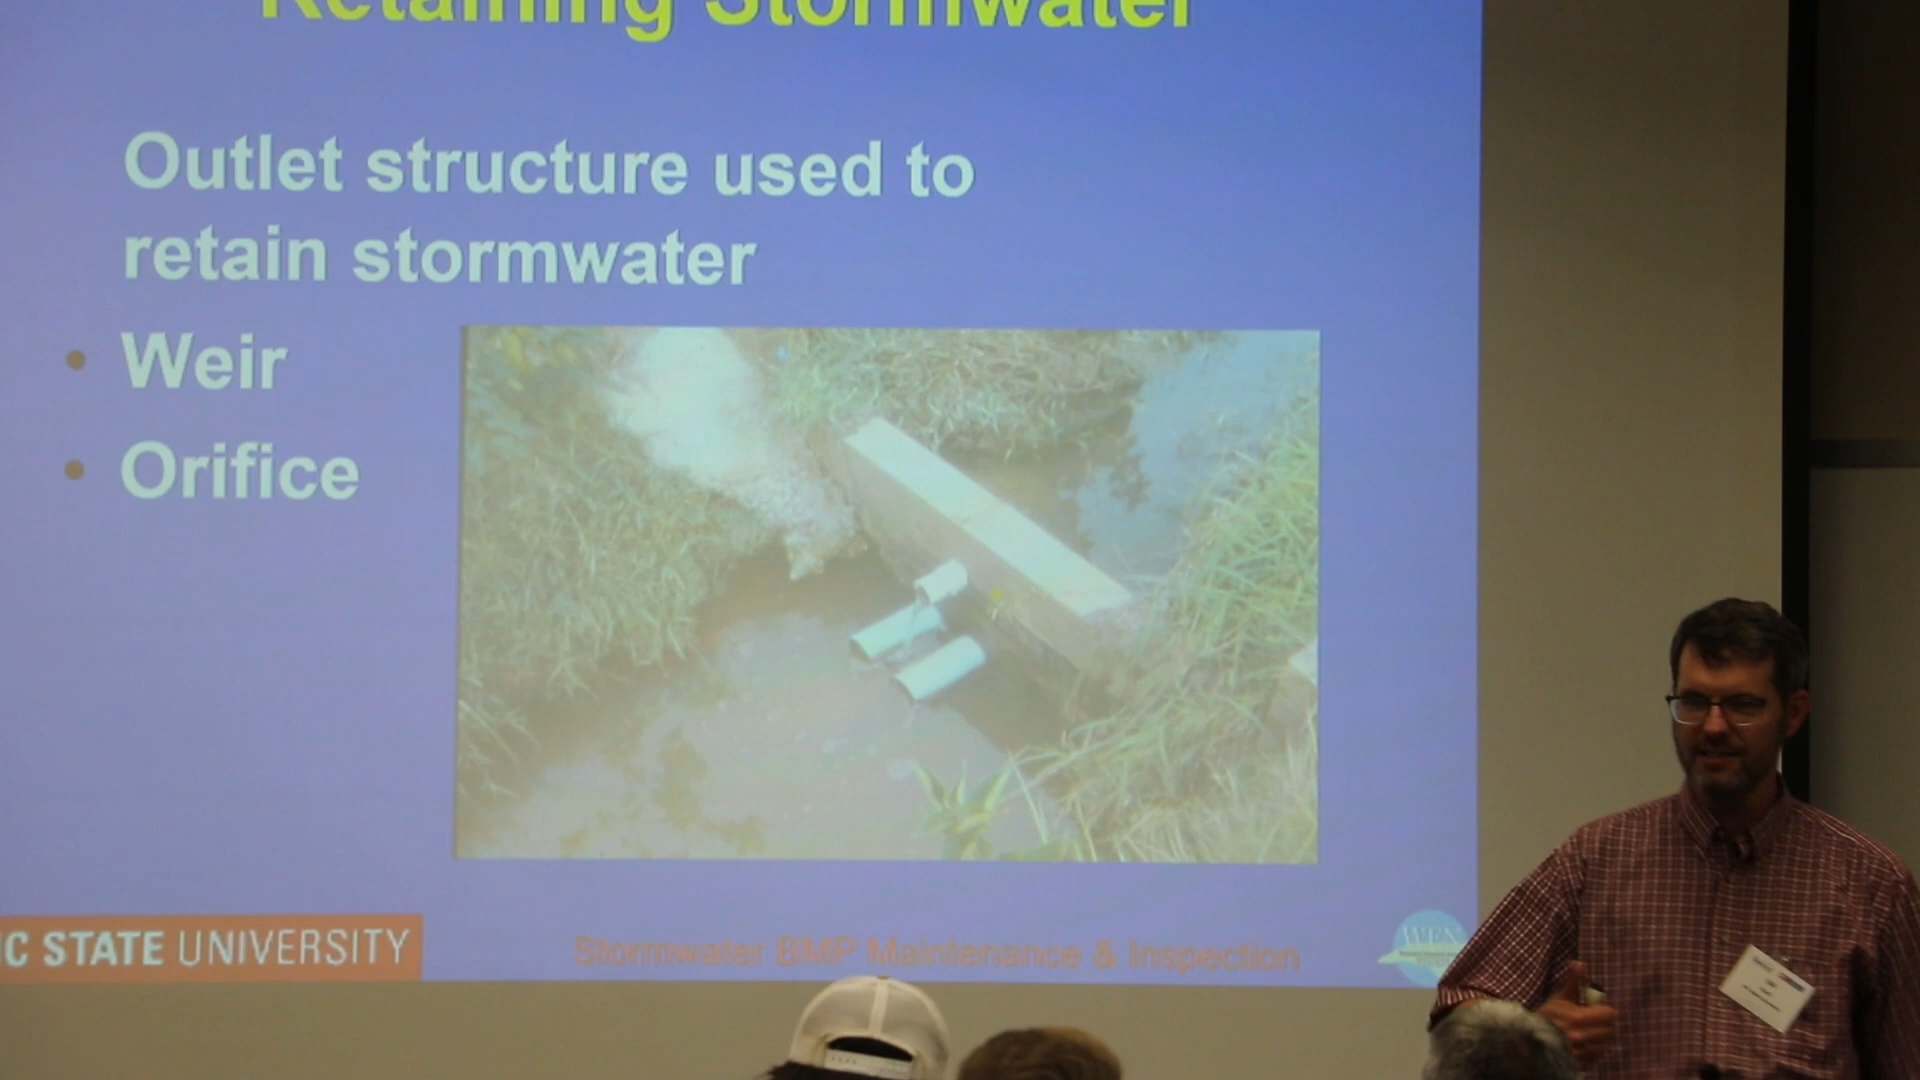 Retaining Stormwater
Outlet structure used to
retain stormwater
• Weir
• Orifice
NC STATE UNIVERSITY
Stormwater BMP Maintenance & Inspection